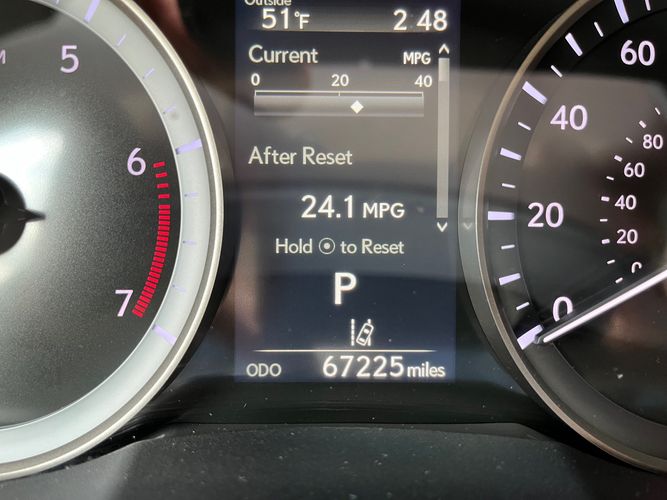 Outside
51°F 2:48
Current MPG
0 20 40
After Reset
24.1 MPG
Hold to Reset
P
ODO 67225 miles
5
6
7
60
40
20
0
80
60
40
20
0